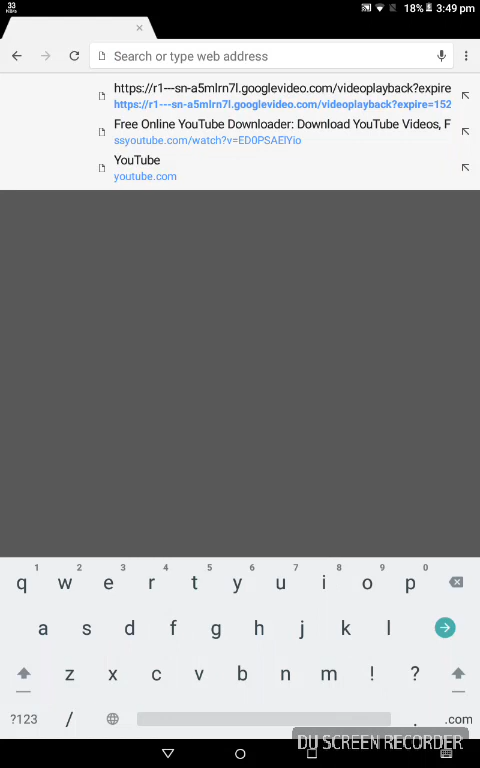 33
KB/s
18% 3:49 pm
Search or type web address
https://r1---sn-a5mlrn7l.googlevideo.com/videoplayback?expire
https://r1---sn-a5mlrn7l.googlevideo.com/videoplayback?expire=152
Free Online YouTube Downloader: Download YouTube Videos, F
ssyoutube.com/watch?v=ED0PSAElYio
YouTube
youtube.com
1 2 3 4 5 6 7 8 9 0
q w e r t y u i o p
a s d f g h j k l
z x c v b n m ! ?
?123 / . .com
DU SCREEN RECORDER